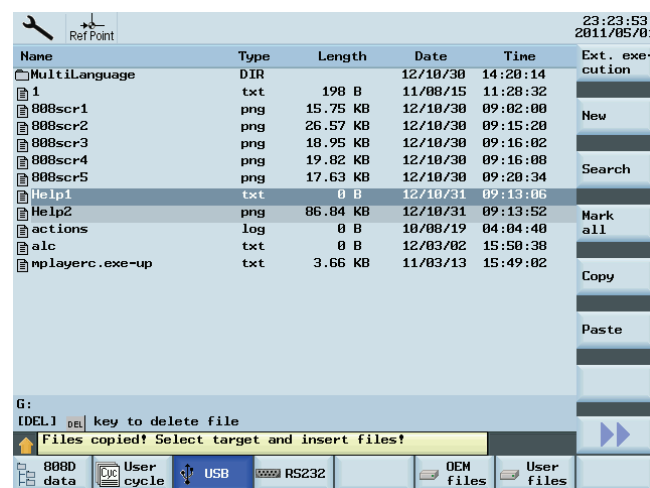 Ref Point
23:23:53
2011/05/0
Name Type Length Date Time
MultiLanguage DIR 12/10/30 14:20:14
1 txt 198 B 11/08/15 11:28:32
808scr1 png 15.75 KB 12/10/30 09:02:00
808scr2 png 26.57 KB 12/10/30 09:15:20
808scr3 png 18.95 KB 12/10/30 09:16:02
808scr4 png 19.82 KB 12/10/30 09:16:08
808scr5 png 17.63 KB 12/10/30 09:20:34
Help1 txt 0 B 12/10/31 09:13:06
Help2 png 86.84 KB 12/10/31 09:13:52
actions log 0 B 10/08/19 04:04:40
alc txt 0 B 12/03/02 15:50:38
mplayerc.exe-up txt 3.66 KB 11/03/13 15:49:02
G:
[DEL] DEL key to delete file
Files copied! Select target and insert files!
Ext. exe-
cution
New
Search
Mark
all
Copy
Paste
808D
data
Cyc User
cycle
USB
RS232
OEM
files
User
files